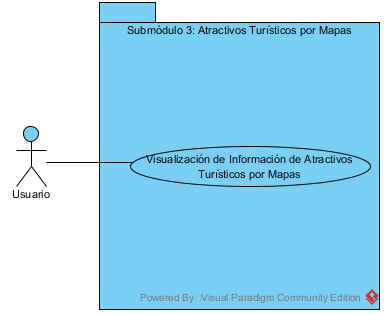 Submódulo 3: Atractivos Turísticos por Mapas
Visualización de Información de Atractivos
Turísticos por Mapas
Usuario
Powered By Visual Paradigm Community Edition